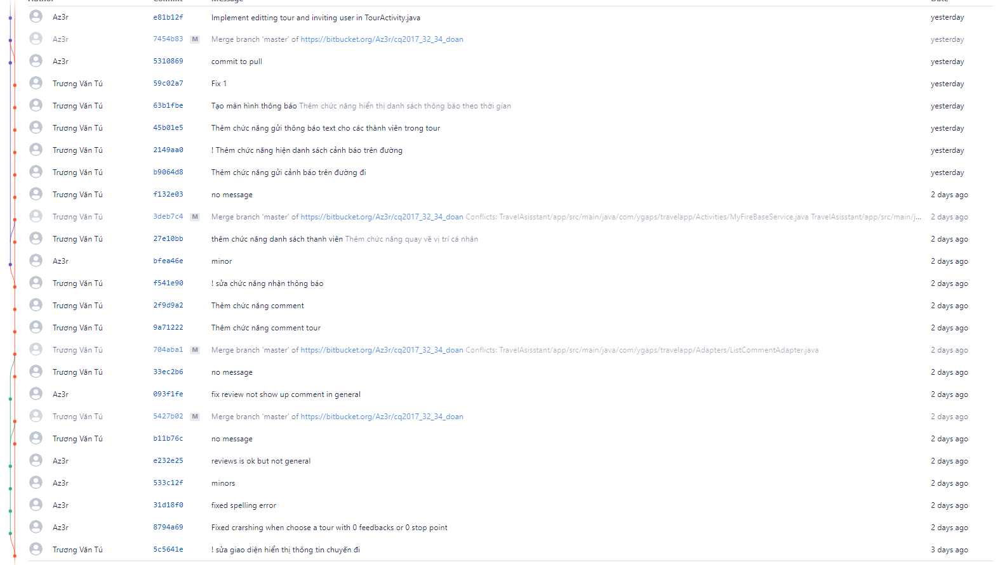 Author Commit Message Date
Az3r e81b12f Implement editting tour and inviting user in TourActivity.java yesterday
Az3r 7454b83 M Merge branch 'master' of https://bitbucket.org/Az3r/cq2017_32_34_doan yesterday
Az3r 5310869 commit to pull yesterday
Trương Văn Tú 59c02a7 Fix 1 yesterday
Trương Văn Tú 63b1fbe Tạo màn hình thông báo Thêm chức năng hiển thị danh sách thông báo theo thời gian yesterday
Trương Văn Tú 45b01e5 Thêm chức năng gửi thông báo text cho các thành viên trong tour yesterday
Trương Văn Tú 2149aa0 ! Thêm chức năng hiện danh sách cảnh báo trên đường yesterday
Trương Văn Tú b9064d8 Thêm chức năng gửi cảnh báo trên đường đi yesterday
Trương Văn Tú f132e03 no message 2 days ago
Trương Văn Tú 3deb7c4 M Merge branch 'master' of https://bitbucket.org/Az3r/cq2017_32_34_doan Conflicts: TravelAsisstant/app/src/main/java/com/ygaps/travelapp/Activities/MyFireBaseService.java TravelAsisstant/app/src/main/j... 2 days ago
Trương Văn Tú 27e10bb thêm chức năng danh sách thanh viên Thêm chức năng quay về vị trí cá nhân 2 days ago
Az3r bfea46e minor 2 days ago
Trương Văn Tú f541e90 ! sửa chức năng nhận thông báo 2 days ago
Trương Văn Tú 2f9d9a2 Thêm chức năng comment 2 days ago
Trương Văn Tú 9a71222 Thêm chức năng comment tour 2 days ago
Trương Văn Tú 704aba1 M Merge branch 'master' of https://bitbucket.org/Az3r/cq2017_32_34_doan Conflicts: TravelAsisstant/app/src/main/java/com/ygaps/travelapp/Adapters/ListCommentAdapter.java 2 days ago
Trương Văn Tú 33ec2b6 no message 2 days ago
Az3r 093f1fe fix review not show up comment in general 2 days ago
Trương Văn Tú 5427b02 M Merge branch 'master' of https://bitbucket.org/Az3r/cq2017_32_34_doan 2 days ago
Trương Văn Tú b11b76c no message 2 days ago
Az3r e232e25 reviews is ok but not general 2 days ago
Az3r 533c12f minors 2 days ago
Az3r 31d18f0 fixed spelling error 2 days ago
Az3r 8794a69 Fixed crarshing when choose a tour with 0 feedbacks or 0 stop point 2 days ago
Trương Văn Tú 5c5641e ! sửa giao diện hiển thị thông tin chuyến đi 3 days ago